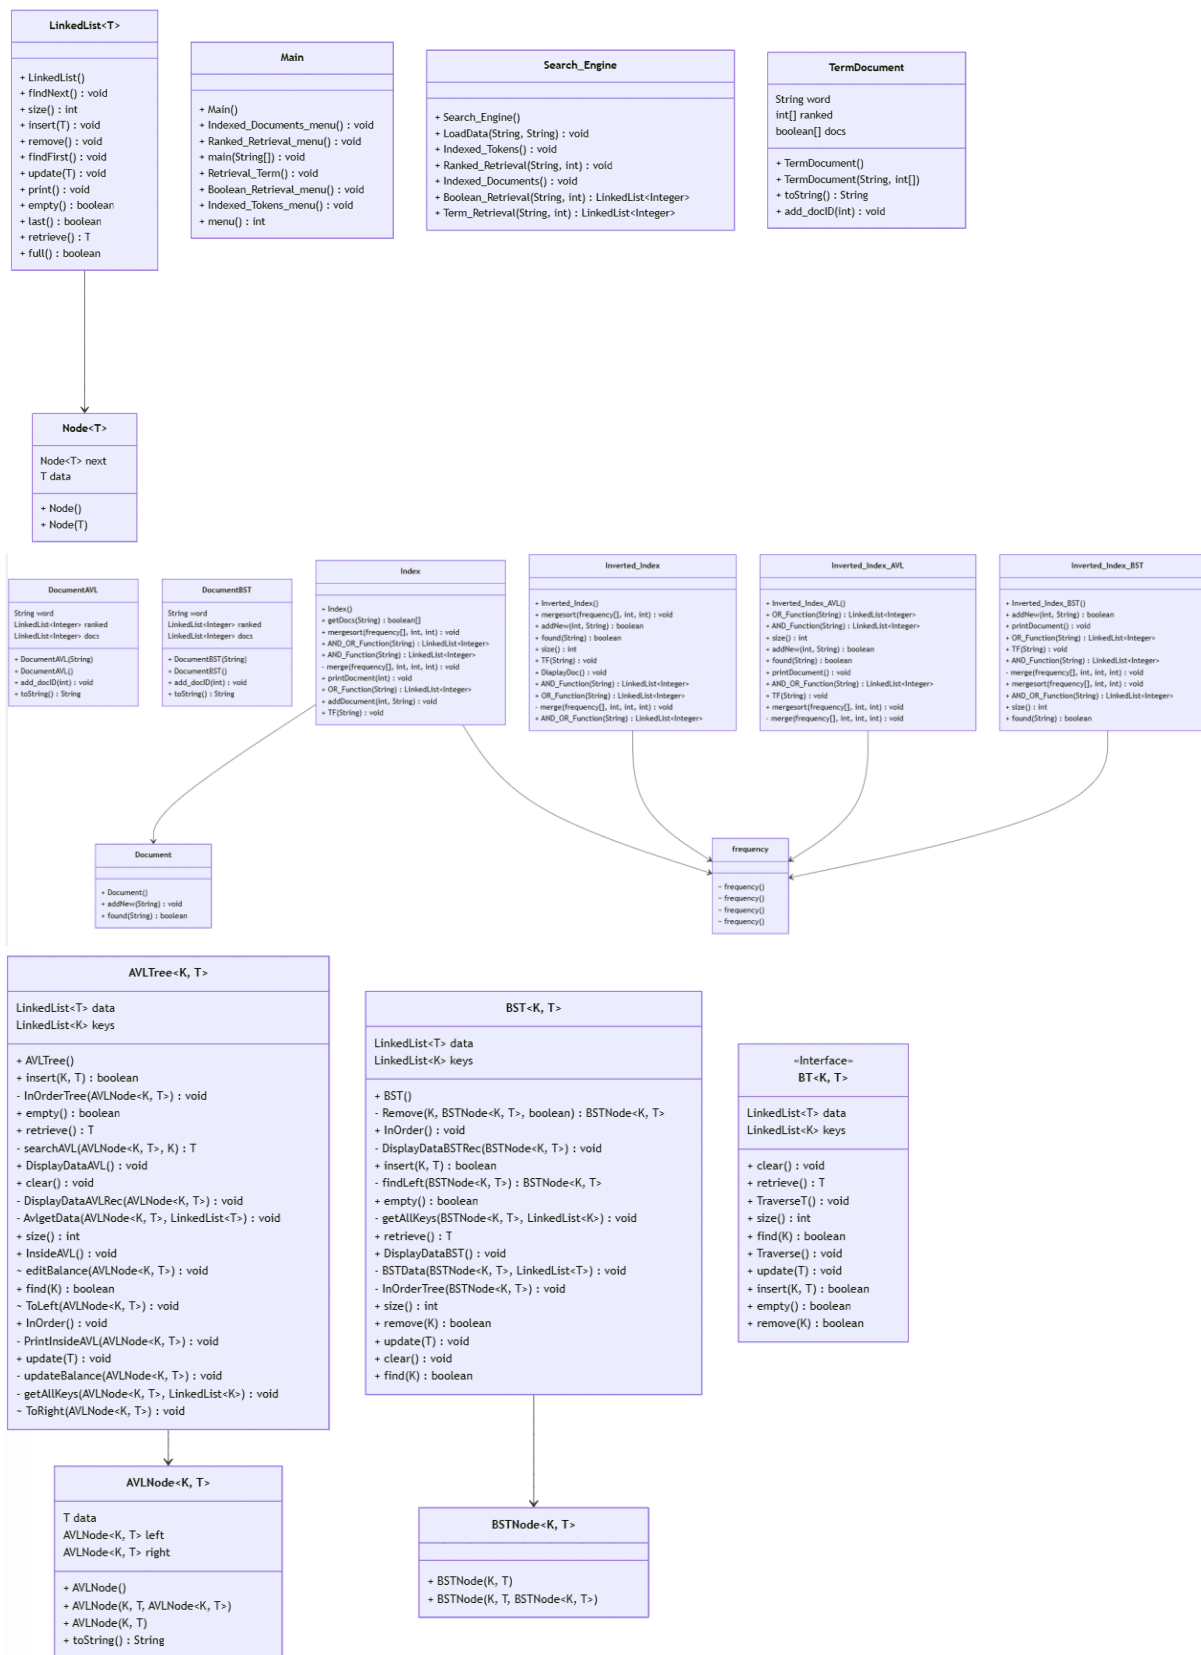 LinkedList<T>
+ LinkedList()
+ findNext() : void
+ size() : int
+ insert(T) : void
+ remove() : void
+ findFirst() : void
+ update(T) : void
+ print() : void
+ empty() : boolean
+ last() : boolean
+ retrieve() : T
+ full() : boolean
Main
+ Main()
+ Indexed_Documents_menu() : void
+ Ranked_Retrieval_menu() : void
+ main(String[]) : void
+ Retrieval_Term() : void
+ Boolean_Retrieval_menu() : void
+ Indexed_Tokens_menu() : void
+ menu() : int
Search_Engine
+ Search_Engine()
+ LoadData(String, String) : void
+ Indexed_Tokens() : void
+ Ranked_Retrieval(String, int) : void
+ Indexed_Documents() : void
+ Boolean_Retrieval(String, int) : LinkedList<Integer>
+ Term_Retrieval(String, int) : LinkedList<Integer>
TermDocument
String word
int[] ranked
boolean[] docs
+ TermDocument()
+ TermDocument(String, int[])
+ toString() : String
+ add_docID(int) : void
Node<T>
Node<T> next
T data
+ Node()
+ Node(T)
DocumentAVL
String word
LinkedList<Integer> ranked
LinkedList<Integer> docs
+ DocumentAVL(String)
+ DocumentAVL()
+ add_docID(int) : void
+ toString() : String
DocumentBST
String word
LinkedList<Integer> ranked
LinkedList<Integer> docs
+ DocumentBST(String)
+ DocumentBST()
+ add_docID(int) : void
+ toString() : String
Index
+ Index()
+ getDocs(String) : boolean[]
+ mergesort(frequency[], int, int) : void
+ AND_OR_Function(String) : LinkedList<Integer>
+ AND_Function(String) : LinkedList<Integer>
- merge(frequency[], int, int, int) : void
+ printDocment(int) : void
+ OR_Function(String) : LinkedList<Integer>
+ addDocument(int, String) : void
+ TF(String) : void
Inverted_Index
+ Inverted_Index()
+ mergesort(frequency[], int, int) : void
+ addNew(int, String) : boolean
+ found(String) : boolean
+ size() : int
+ TF(String) : void
+ DiaplayDoc() : void
+ AND_Function(String) : LinkedList<Integer>
+ OR_Function(String) : LinkedList<Integer>
- merge(frequency[], int, int, int) : void
+ AND_OR_Function(String) : LinkedList<Integer>
Inverted_Index_AVL
+ Inverted_Index_AVL()
+ OR_Function(String) : LinkedList<Integer>
+ AND_Function(String) : LinkedList<Integer>
+ size() : int
+ addNew(int, String) : boolean
+ found(String) : boolean
+ printDocument() : void
+ AND_OR_Function(String) : LinkedList<Integer>
+ TF(String) : void
+ mergesort(frequency[], int, int) : void
- merge(frequency[], int, int, int) : void
Inverted_Index_BST
+ Inverted_Index_BST()
+ addNew(int, String) : boolean
+ printDocument() : void
+ OR_Function(String) : LinkedList<Integer>
+ TF(String) : void
+ AND_Function(String) : LinkedList<Integer>
- merge(frequency[], int, int, int) : void
+ mergesort(frequency[], int, int) : void
+ AND_OR_Function(String) : LinkedList<Integer>
+ size() : int
+ found(String) : boolean
Document
+ Document()
+ addNew(String) : void
+ found(String) : boolean
frequency
~ frequency()
~ frequency()
~ frequency()
~ frequency()
AVLTree<K, T>
LinkedList<T> data
LinkedList<K> keys
+ AVLTree()
+ insert(K, T) : boolean
- InOrderTree(AVLNode<K, T>) : void
+ empty() : boolean
+ retrieve() : T
- searchAVL(AVLNode<K, T>, K) : T
+ DisplayDataAVL() : void
+ clear() : void
- DisplayDataAVLRec(AVLNode<K, T>) : void
- AvlgetData(AVLNode<K, T>, LinkedList<T>) : void
+ size() : int
+ InsideAVL() : void
~ editBalance(AVLNode<K, T>) : void
+ find(K) : boolean
~ ToLeft(AVLNode<K, T>) : void
+ InOrder() : void
- PrintInsideAVL(AVLNode<K, T>) : void
+ update(T) : void
- updateBalance(AVLNode<K, T>) : void
- getAllKeys(AVLNode<K, T>, LinkedList<K>) : void
~ ToRight(AVLNode<K, T>) : void
BST<K, T>
LinkedList<T> data
LinkedList<K> keys
+ BST()
- Remove(K, BSTNode<K, T>, boolean) : BSTNode<K, T>
+ InOrder() : void
- DisplayDataBSTRec(BSTNode<K, T>) : void
+ insert(K, T) : boolean
- findLeft(BSTNode<K, T>) : BSTNode<K, T>
+ empty() : boolean
- getAllKeys(BSTNode<K, T>, LinkedList<K>) : void
+ retrieve() : T
+ DisplayDataBST() : void
- BSTData(BSTNode<K, T>, LinkedList<T>) : void
- InOrderTree(BSTNode<K, T>) : void
+ size() : int
+ remove(K) : boolean
+ update(T) : void
+ clear() : void
+ find(K) : boolean
«Interface»
BT<K, T>
LinkedList<T> data
LinkedList<K> keys
+ clear() : void
+ retrieve() : T
+ TraverseT() : void
+ size() : int
+ find(K) : boolean
+ Traverse() : void
+ update(T) : void
+ insert(K, T) : boolean
+ empty() : boolean
+ remove(K) : boolean
AVLNode<K, T>
T data
AVLNode<K, T> left
AVLNode<K, T> right
+ AVLNode()
+ AVLNode(K, T, AVLNode<K, T>)
+ AVLNode(K, T)
+ toString() : String
BSTNode<K, T>
+ BSTNode(K, T)
+ BSTNode(K, T, BSTNode<K, T>)